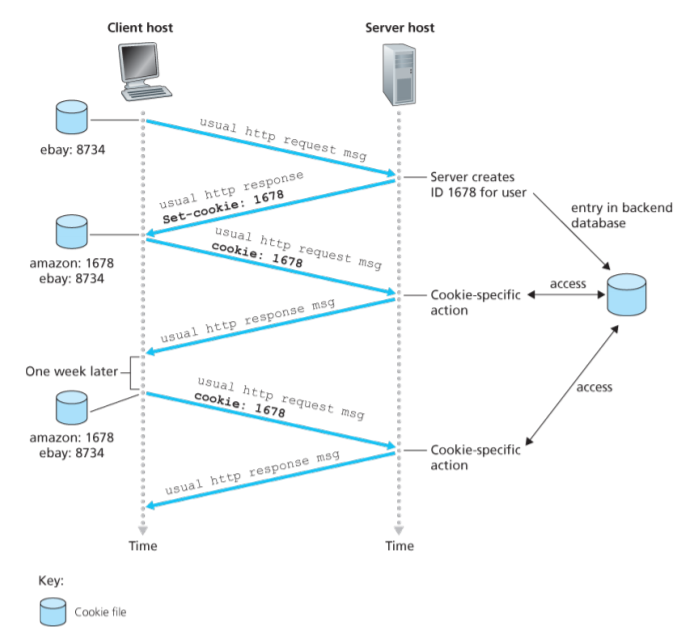 Client host
Server host
usual http request msg
ebay: 8734
Server creates
ID 1678 for user
usual http response
Set-cookie: 1678
entry in backend
database
usual http request msg
cookie: 1678
amazon: 1678
ebay: 8734
access
Cookie-specific
action
usual http response msg
One week later
usual http request msg
cookie: 1678
access
amazon: 1678
ebay: 8734
Cookie-specific
action
usual http response msg
Time
Time
Key:
Cookie file